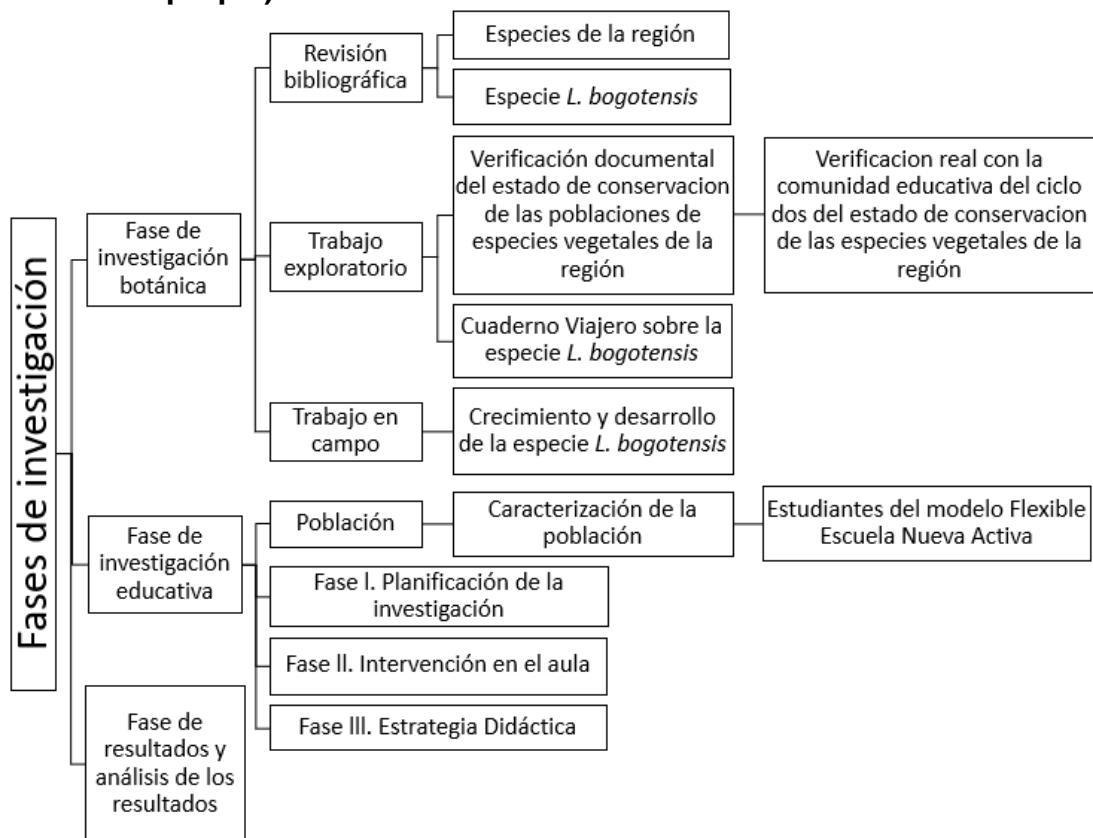 Fases de investigación
Fase de
investigación
botánica
Revisión
bibliográfica
Especies de la región
Especie L. bogotensis
Trabajo
exploratorio
Verificación documental
del estado de conservacion
de las poblaciones de
especies vegetales de la
región
Verificacion real con la
comunidad educativa del ciclo
dos del estado de conservacion
de las especies vegetales de la
región
Cuaderno Viajero sobre la
especie L. bogotensis
Trabajo en
campo
Crecimiento y desarrollo
de la especie L. bogotensis
Fase de
investigación
educativa
Población
Caracterización de la
población
Estudiantes del modelo Flexible
Escuela Nueva Activa
Fase I. Planificación de la
investigación
Fase II. Intervención en el aula
Fase III. Estrategia Didáctica
Fase de
resultados y
análisis de los
resultados